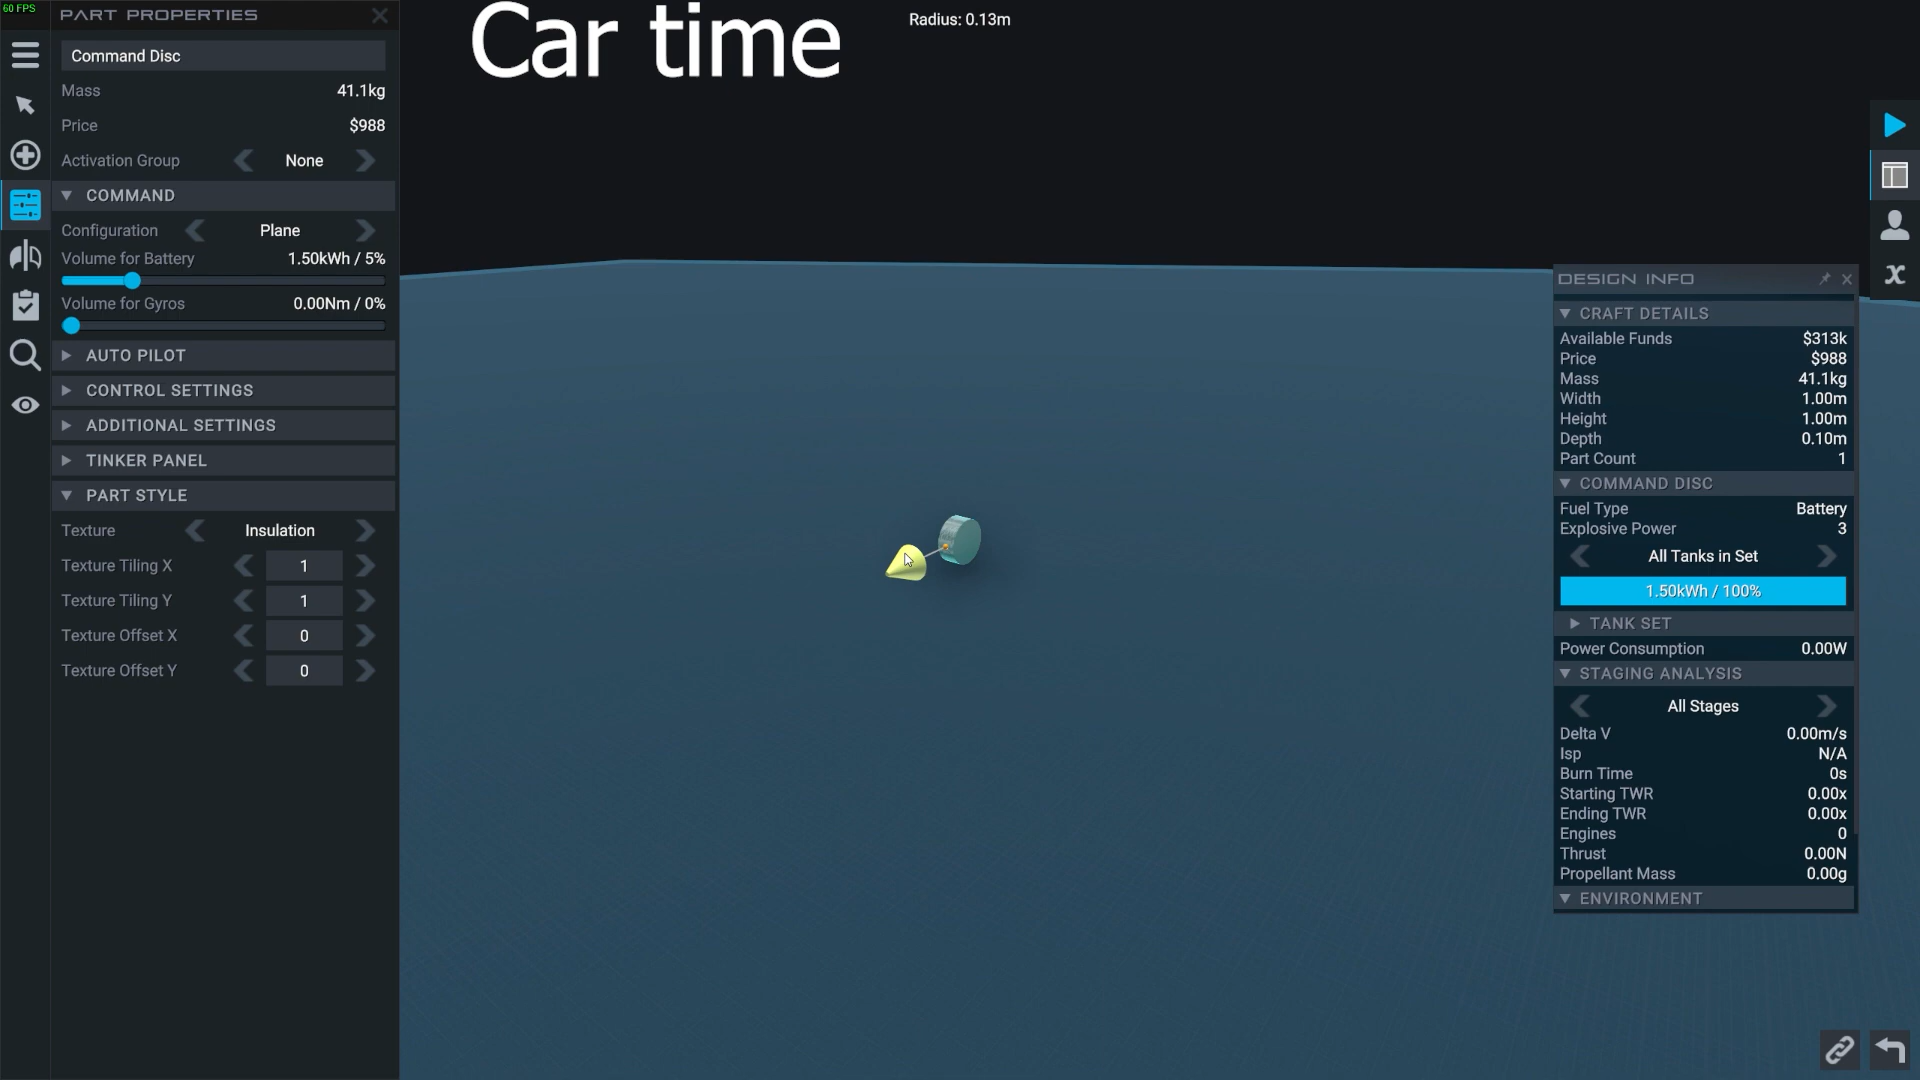 60 FPS
PART PROPERTIES
Car time
Radius: 0.13m
Command Disc
Mass 41.1kg
Price $988
Activation Group None
COMMAND
Configuration Plane
Volume for Battery 1.50kWh / 5%
Volume for Gyros 0.00Nm / 0%
AUTO PILOT
CONTROL SETTINGS
ADDITIONAL SETTINGS
TINKER PANEL
PART STYLE
Texture Insulation
Texture Tiling X 1
Texture Tiling Y 1
Texture Offset X 0
Texture Offset Y 0
x
DESIGN INFO
CRAFT DETAILS
Available Funds $313k
Price $988
Mass 41.1kg
Width 1.00m
Height 1.00m
Depth 0.10m
Part Count 1
COMMAND DISC
Fuel Type Battery
Explosive Power 3
All Tanks in Set
1.50kWh / 100%
TANK SET
Power Consumption 0.00W
STAGING ANALYSIS
All Stages
Delta V 0.00m/s
Isp N/A
Burn Time 0s
Starting TWR 0.00x
Ending TWR 0.00x
Engines 0
Thrust 0.00N
Propellant Mass 0.00g
ENVIRONMENT